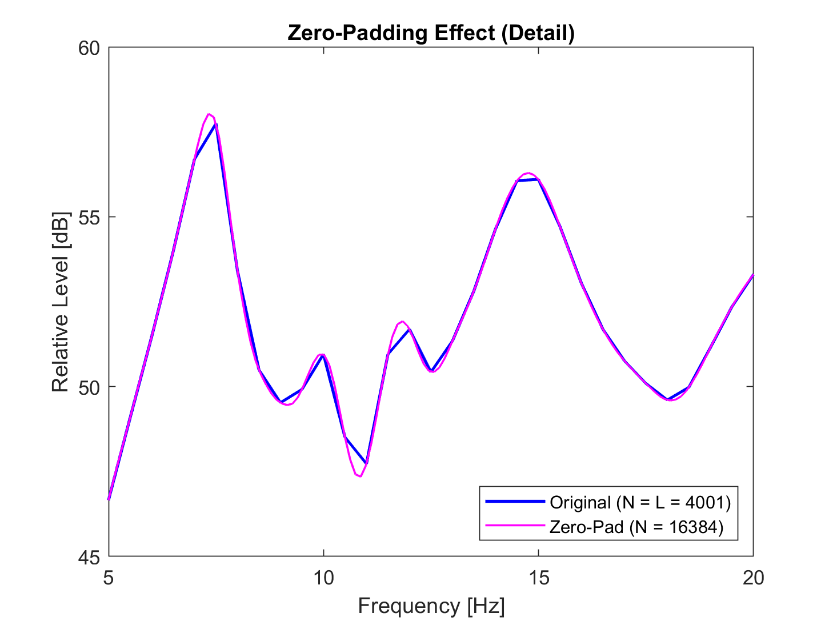 Zero-Padding Effect (Detail)
60
55
50
45
Relative Level [dB]
Original (N = L = 4001)
Zero-Pad (N = 16384)
5
10
15
20
Frequency [Hz]